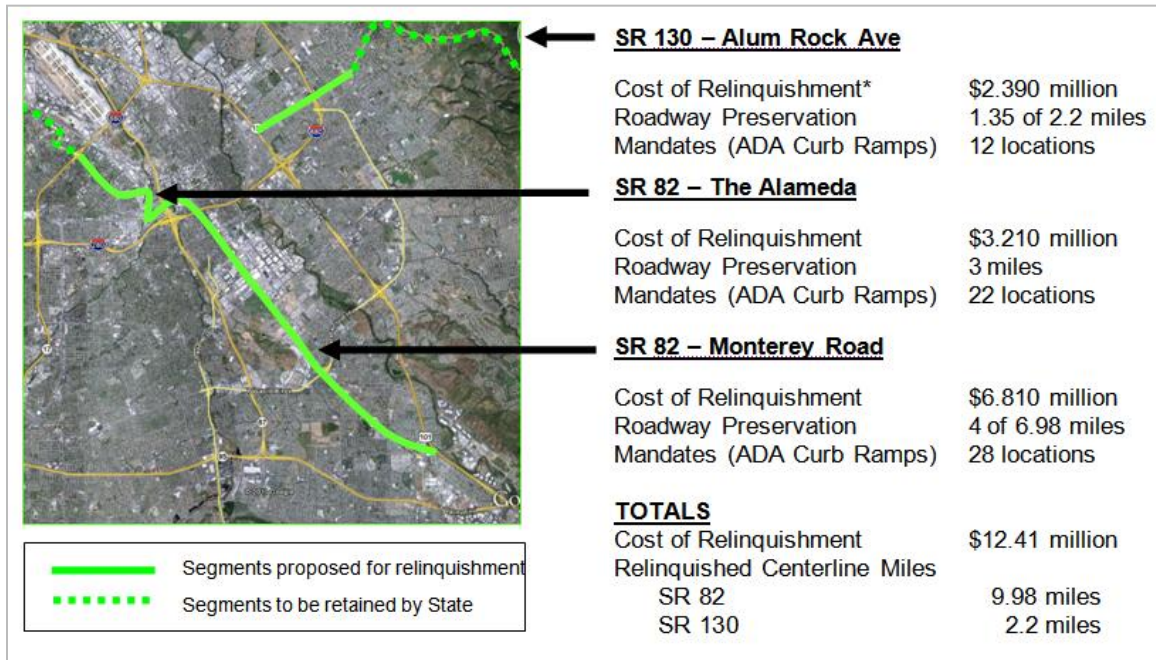 SR 130 – Alum Rock Ave
Cost of Relinquishment* $2.390 million
Roadway Preservation 1.35 of 2.2 miles
Mandates (ADA Curb Ramps) 12 locations
SR 82 – The Alameda
Cost of Relinquishment $3.210 million
Roadway Preservation 3 miles
Mandates (ADA Curb Ramps) 22 locations
SR 82 – Monterey Road
Cost of Relinquishment $6.810 million
Roadway Preservation 4 of 6.98 miles
Mandates (ADA Curb Ramps) 28 locations
TOTALS
Cost of Relinquishment $12.41 million
Relinquished Centerline Miles
SR 82 9.98 miles
SR 130 2.2 miles
101
Go
Segments proposed for relinquishment
Segments to be retained by State